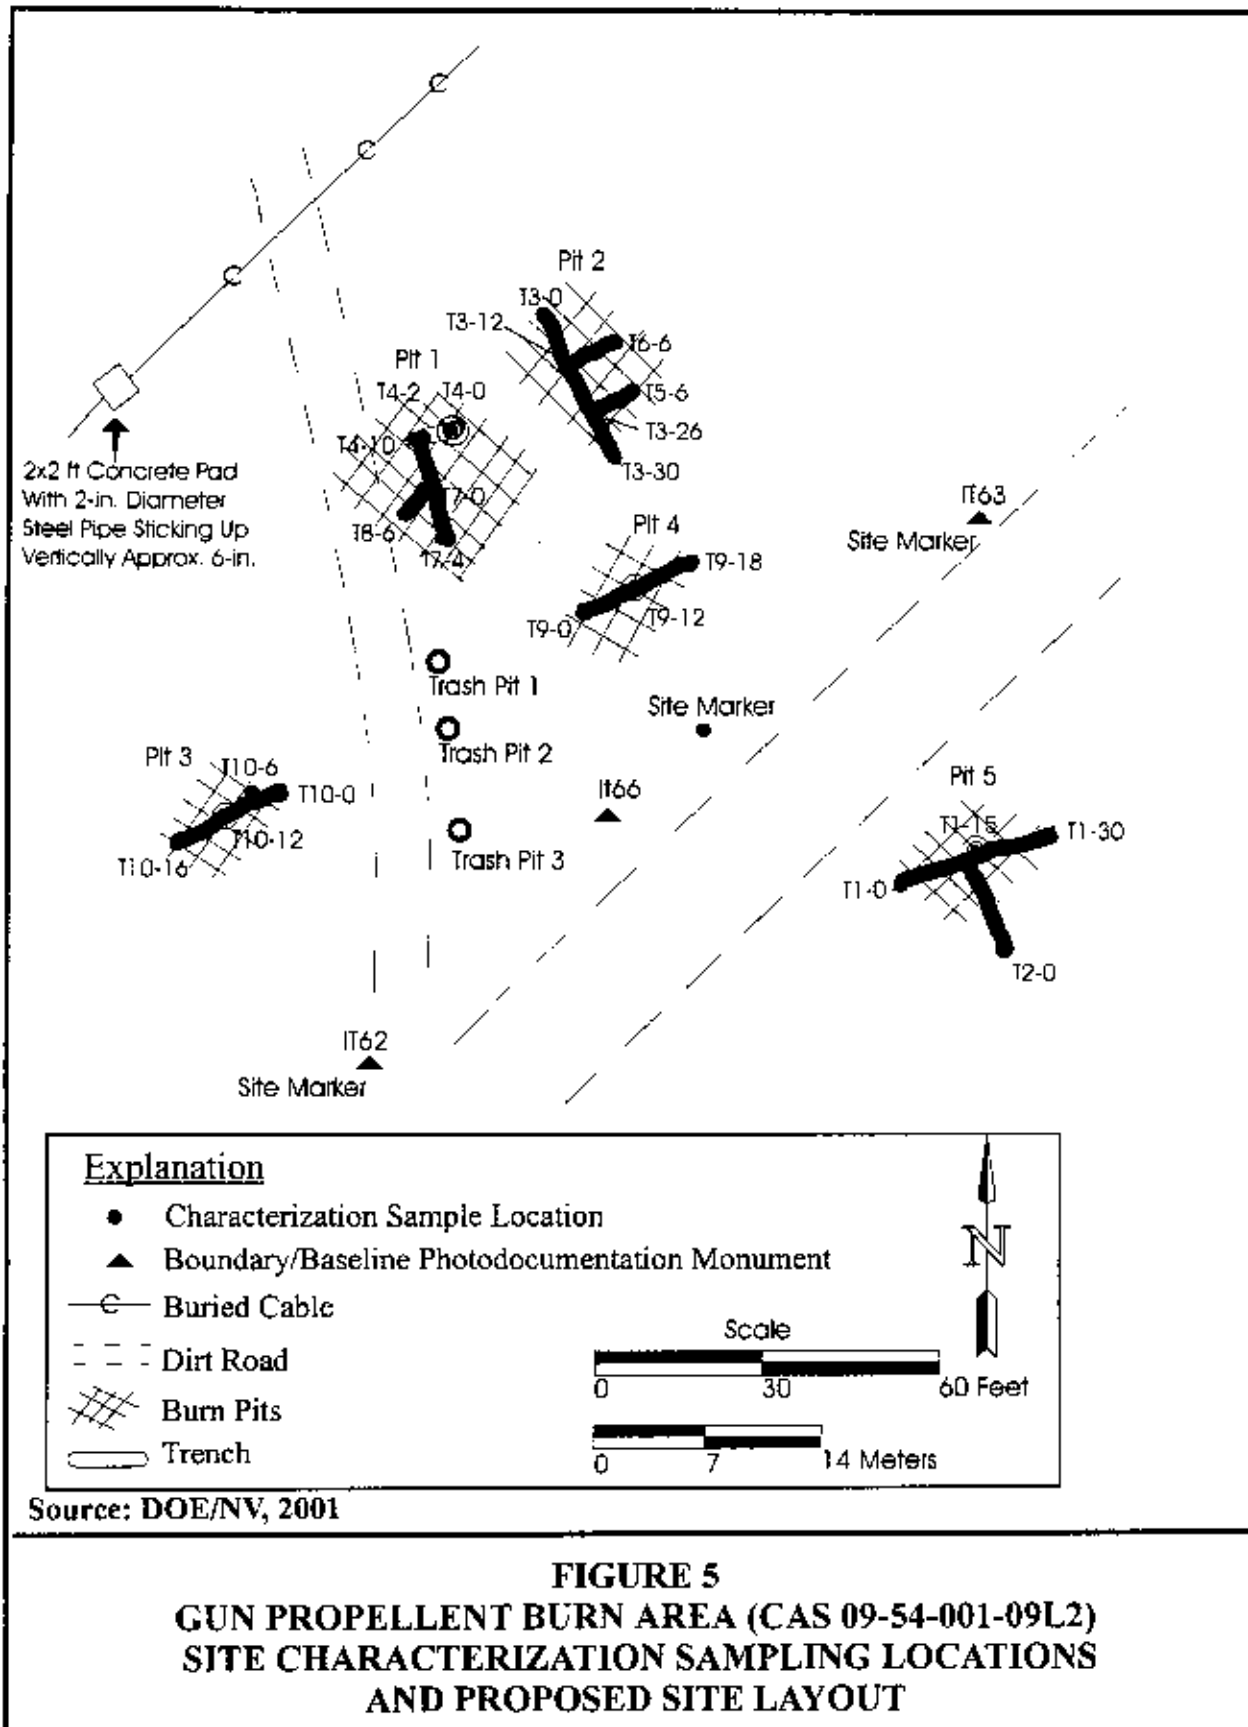 C
C
C
Pit 2
T3-0
T3-12
T6-6
Pit 1
T4-2
T4-0
T5-6
T4-10
T3-26
T3-30
2x2 ft Concrete Pad
With 2-in. Diameter
Steel Pipe Sticking Up
Vertically Approx. 6-in.
T7-0
T8-6
T7-4
IT63
Site Marker
Pit 4
T9-18
T9-0
T9-12
Trash Pit 1
Site Marker
Trash Pit 2
Pit 3
T10-6
T10-0
T10-12
T10-16
It66
Trash Pit 3
Pit 5
T1-15
T1-30
T1-0
T2-0
IT62
Site Marker
Explanation
Characterization Sample Location
Boundary/Baseline Photodocumentation Monument
C Buried Cable
Dirt Road
Burn Pits
Trench
N
Scale
0 30 60 Feet
0 7 14 Meters
Source: DOE/NV, 2001
FIGURE 5
GUN PROPELLENT BURN AREA (CAS 09-54-001-09L2)
SITE CHARACTERIZATION SAMPLING LOCATIONS
AND PROPOSED SITE LAYOUT